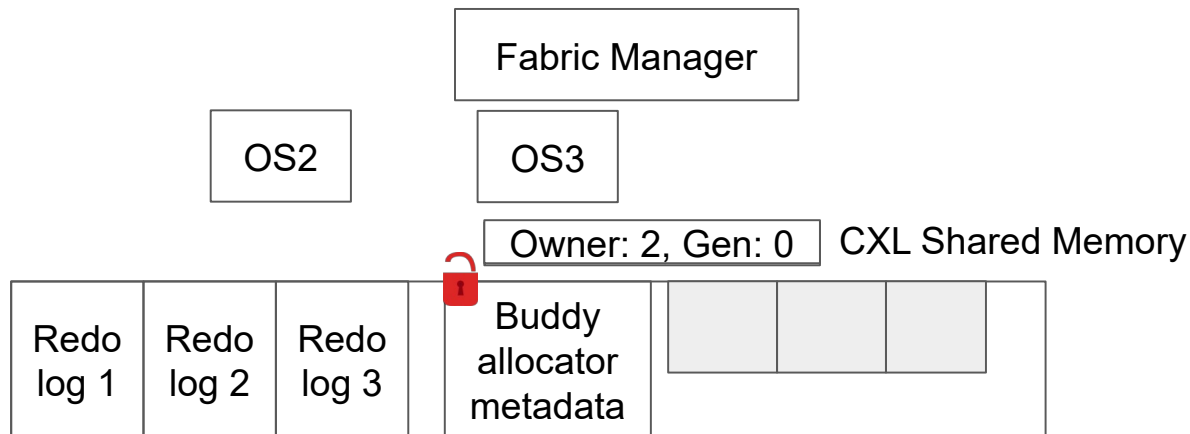 Fabric Manager
OS2
OS3
Owner: 2, Gen: 0
CXL Shared Memory
Redo
log 1
Redo
log 2
Redo
log 3
Buddy
allocator
metadata